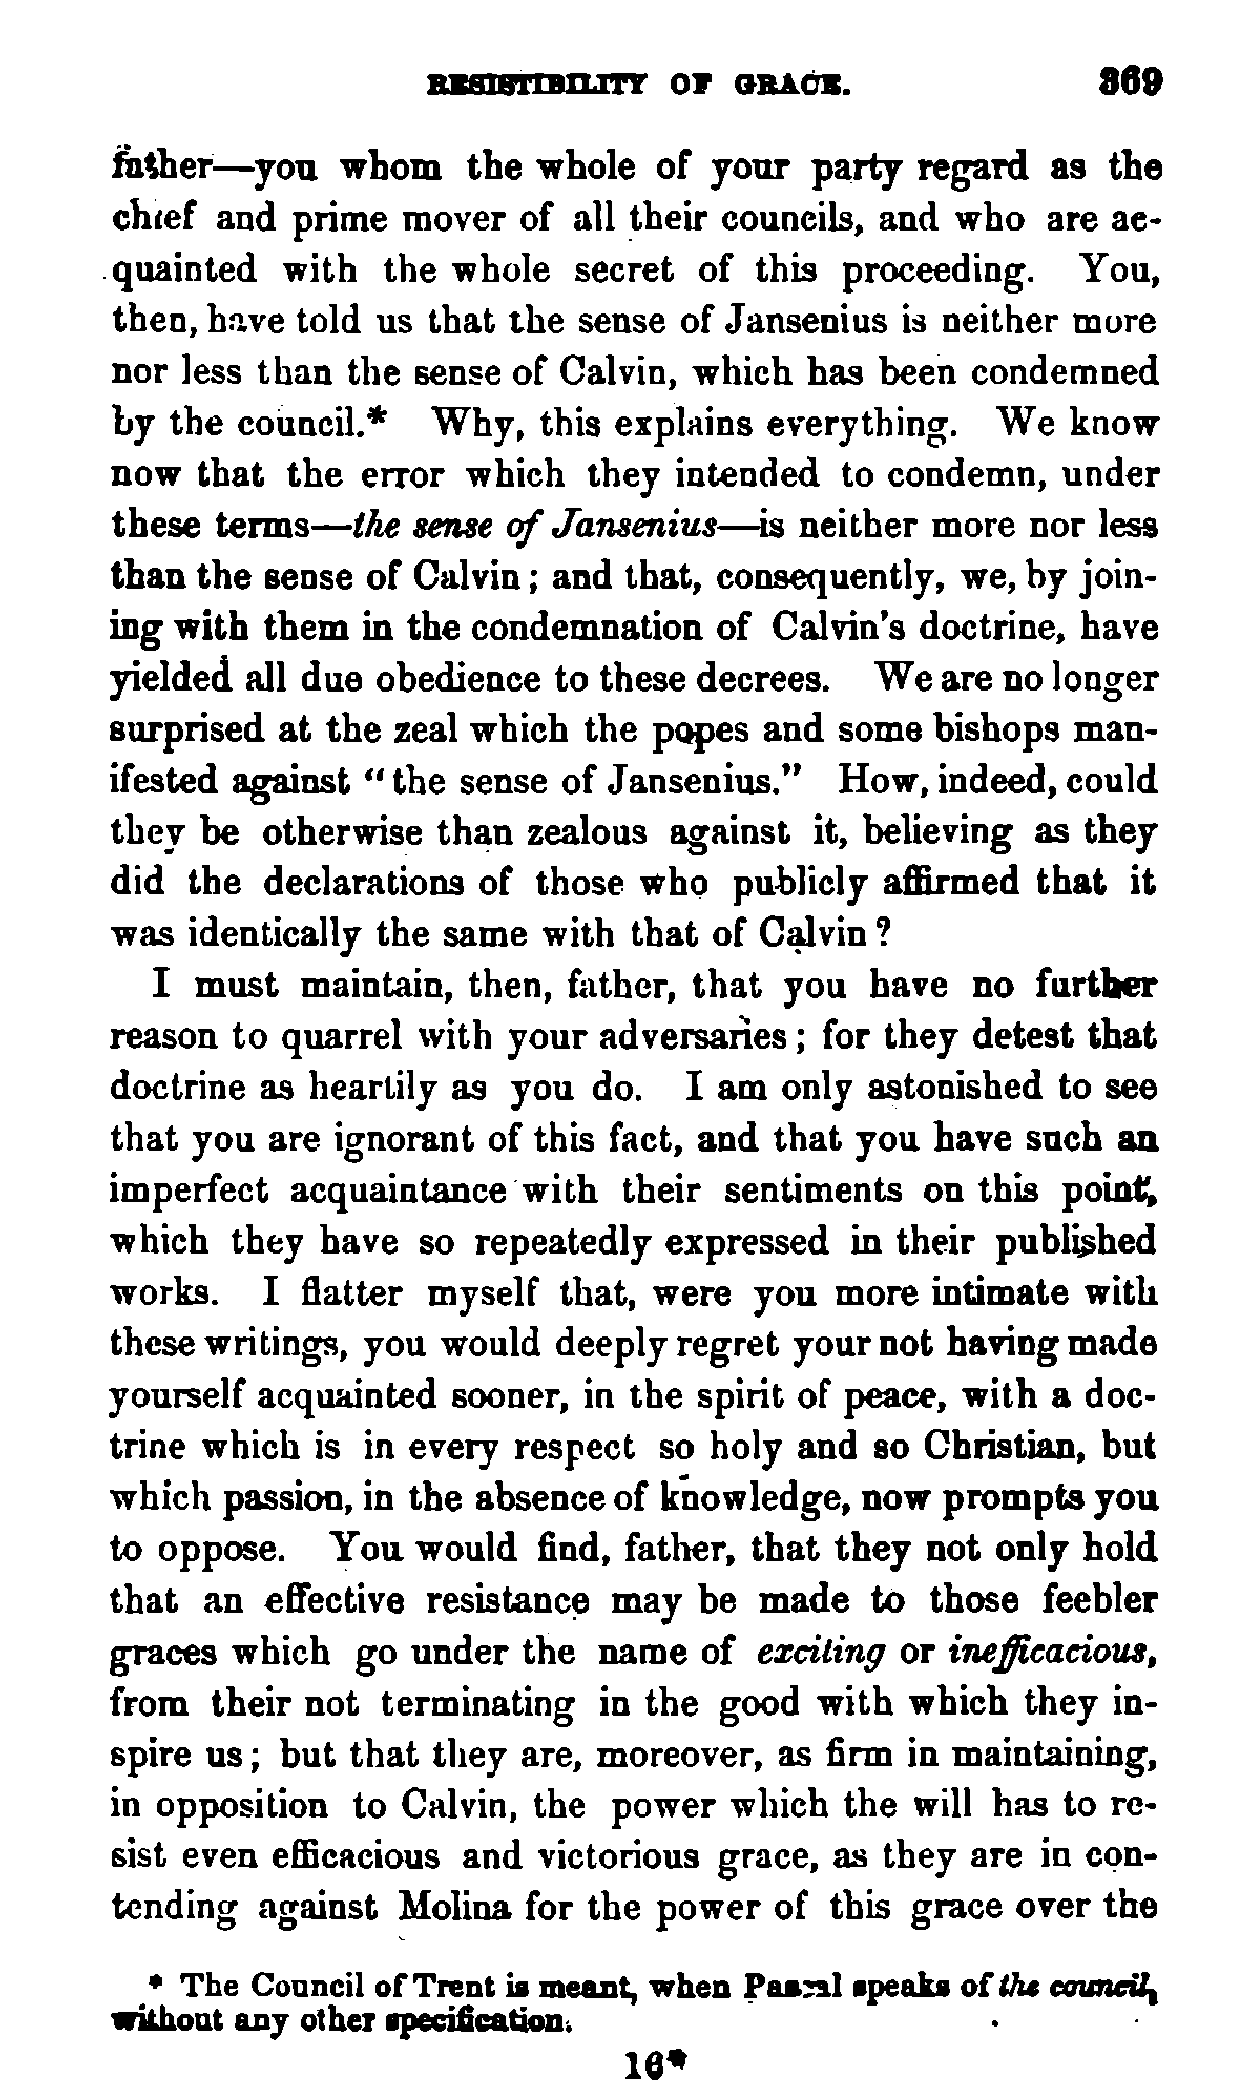 RESISTIBILITY OF GRACE. 369
father—you whom the whole of your party regard as the
chief and prime mover of all their councils, and who are ac-
quainted with the whole secret of this proceeding. You,
then, have told us that the sense of Jansenius is neither more
nor less than the sense of Calvin, which has been condemned
by the council.* Why, this explains everything. We know
now that the error which they intended to condemn, under
these terms—the sense of Jansenius—is neither more nor less
than the sense of Calvin; and that, consequently, we, by join-
ing with them in the condemnation of Calvin's doctrine, have
yielded all due obedience to these decrees. We are no longer
surprised at the zeal which the popes and some bishops man-
ifested against "the sense of Jansenius." How, indeed, could
they be otherwise than zealous against it, believing as they
did the declarations of those who publicly affirmed that it
was identically the same with that of Calvin?
I must maintain, then, father, that you have no further
reason to quarrel with your adversaries; for they detest that
doctrine as heartily as you do. I am only astonished to see
that you are ignorant of this fact, and that you have such an
imperfect acquaintance with their sentiments on this point,
which they have so repeatedly expressed in their published
works. I flatter myself that, were you more intimate with
these writings, you would deeply regret your not having made
yourself acquainted sooner, in the spirit of peace, with a doc-
trine which is in every respect so holy and so Christian, but
which passion, in the absence of knowledge, now prompts you
to oppose. You would find, father, that they not only hold
that an effective resistance may be made to those feebler
graces which go under the name of exciting or inefficacious,
from their not terminating in the good with which they in-
spire us; but that they are, moreover, as firm in maintaining,
in opposition to Calvin, the power which the will has to re-
sist even efficacious and victorious grace, as they are in con-
tending against Molina for the power of this grace over the
* The Council of Trent is meant, when Pascal speaks of the council,
without any other specification.
16*